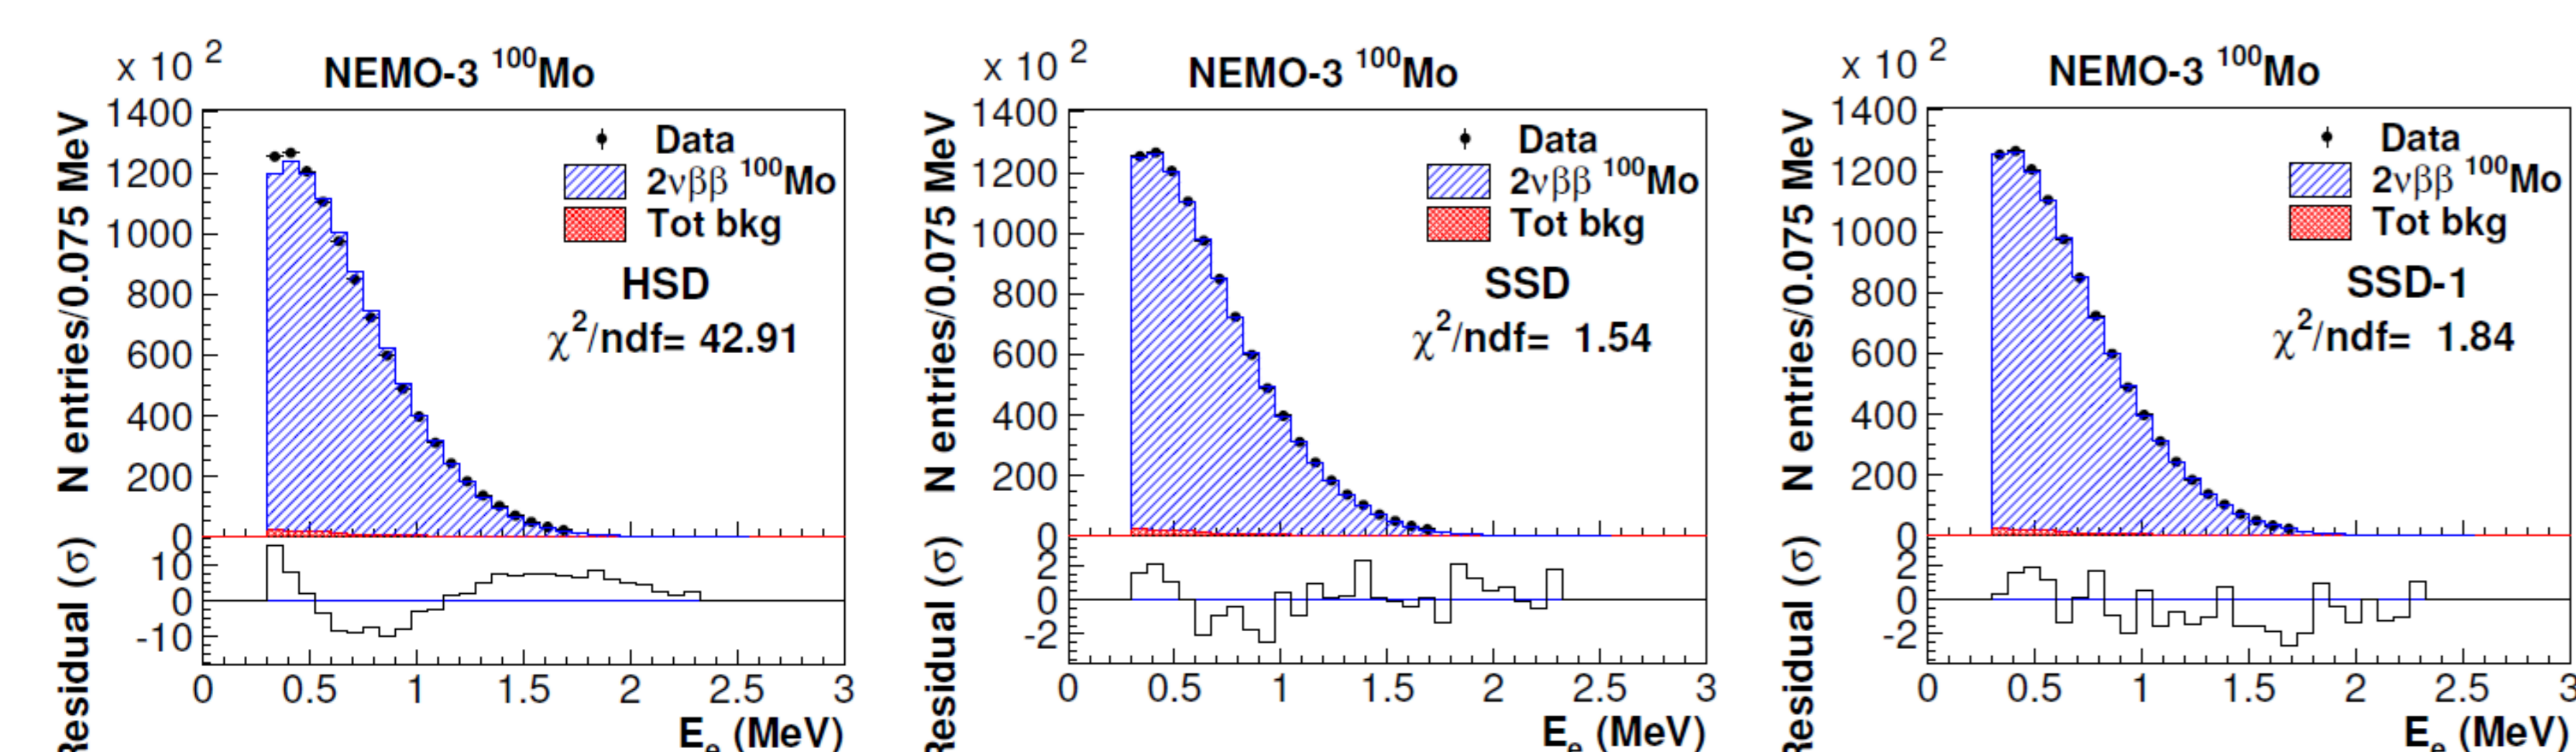 x 10 2
NEMO-3 100Mo
N entries/0.075 MeV
1400
1200
1000
800
600
400
200
0
Data
2νββ 100Mo
Tot bkg
HSD
χ2/ndf= 42.91
Residual (σ)
10
0
-10
0 0.5 1 1.5 2 2.5 3
Ee (MeV)
x 10 2
NEMO-3 100Mo
N entries/0.075 MeV
1400
1200
1000
800
600
400
200
0
Data
2νββ 100Mo
Tot bkg
SSD
χ2/ndf= 1.54
Residual (σ)
2
0
-2
0 0.5 1 1.5 2 2.5 3
Ee (MeV)
x 10 2
NEMO-3 100Mo
N entries/0.075 MeV
1400
1200
1000
800
600
400
200
0
Data
2νββ 100Mo
Tot bkg
SSD-1
χ2/ndf= 1.84
Residual (σ)
2
0
-2
0 0.5 1 1.5 2 2.5 3
Ee (MeV)